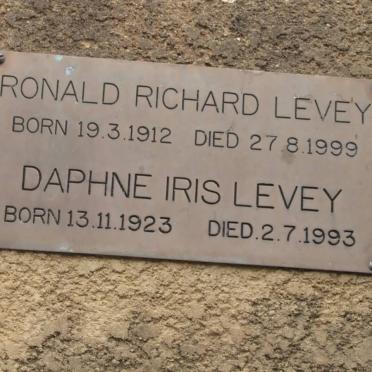 RONALD RICHARD LEVEY
BORN 19.3.1912 DIED 27.8.1999
DAPHNE IRIS LEVEY
BORN 13.11.1923 DIED.2.7.1993